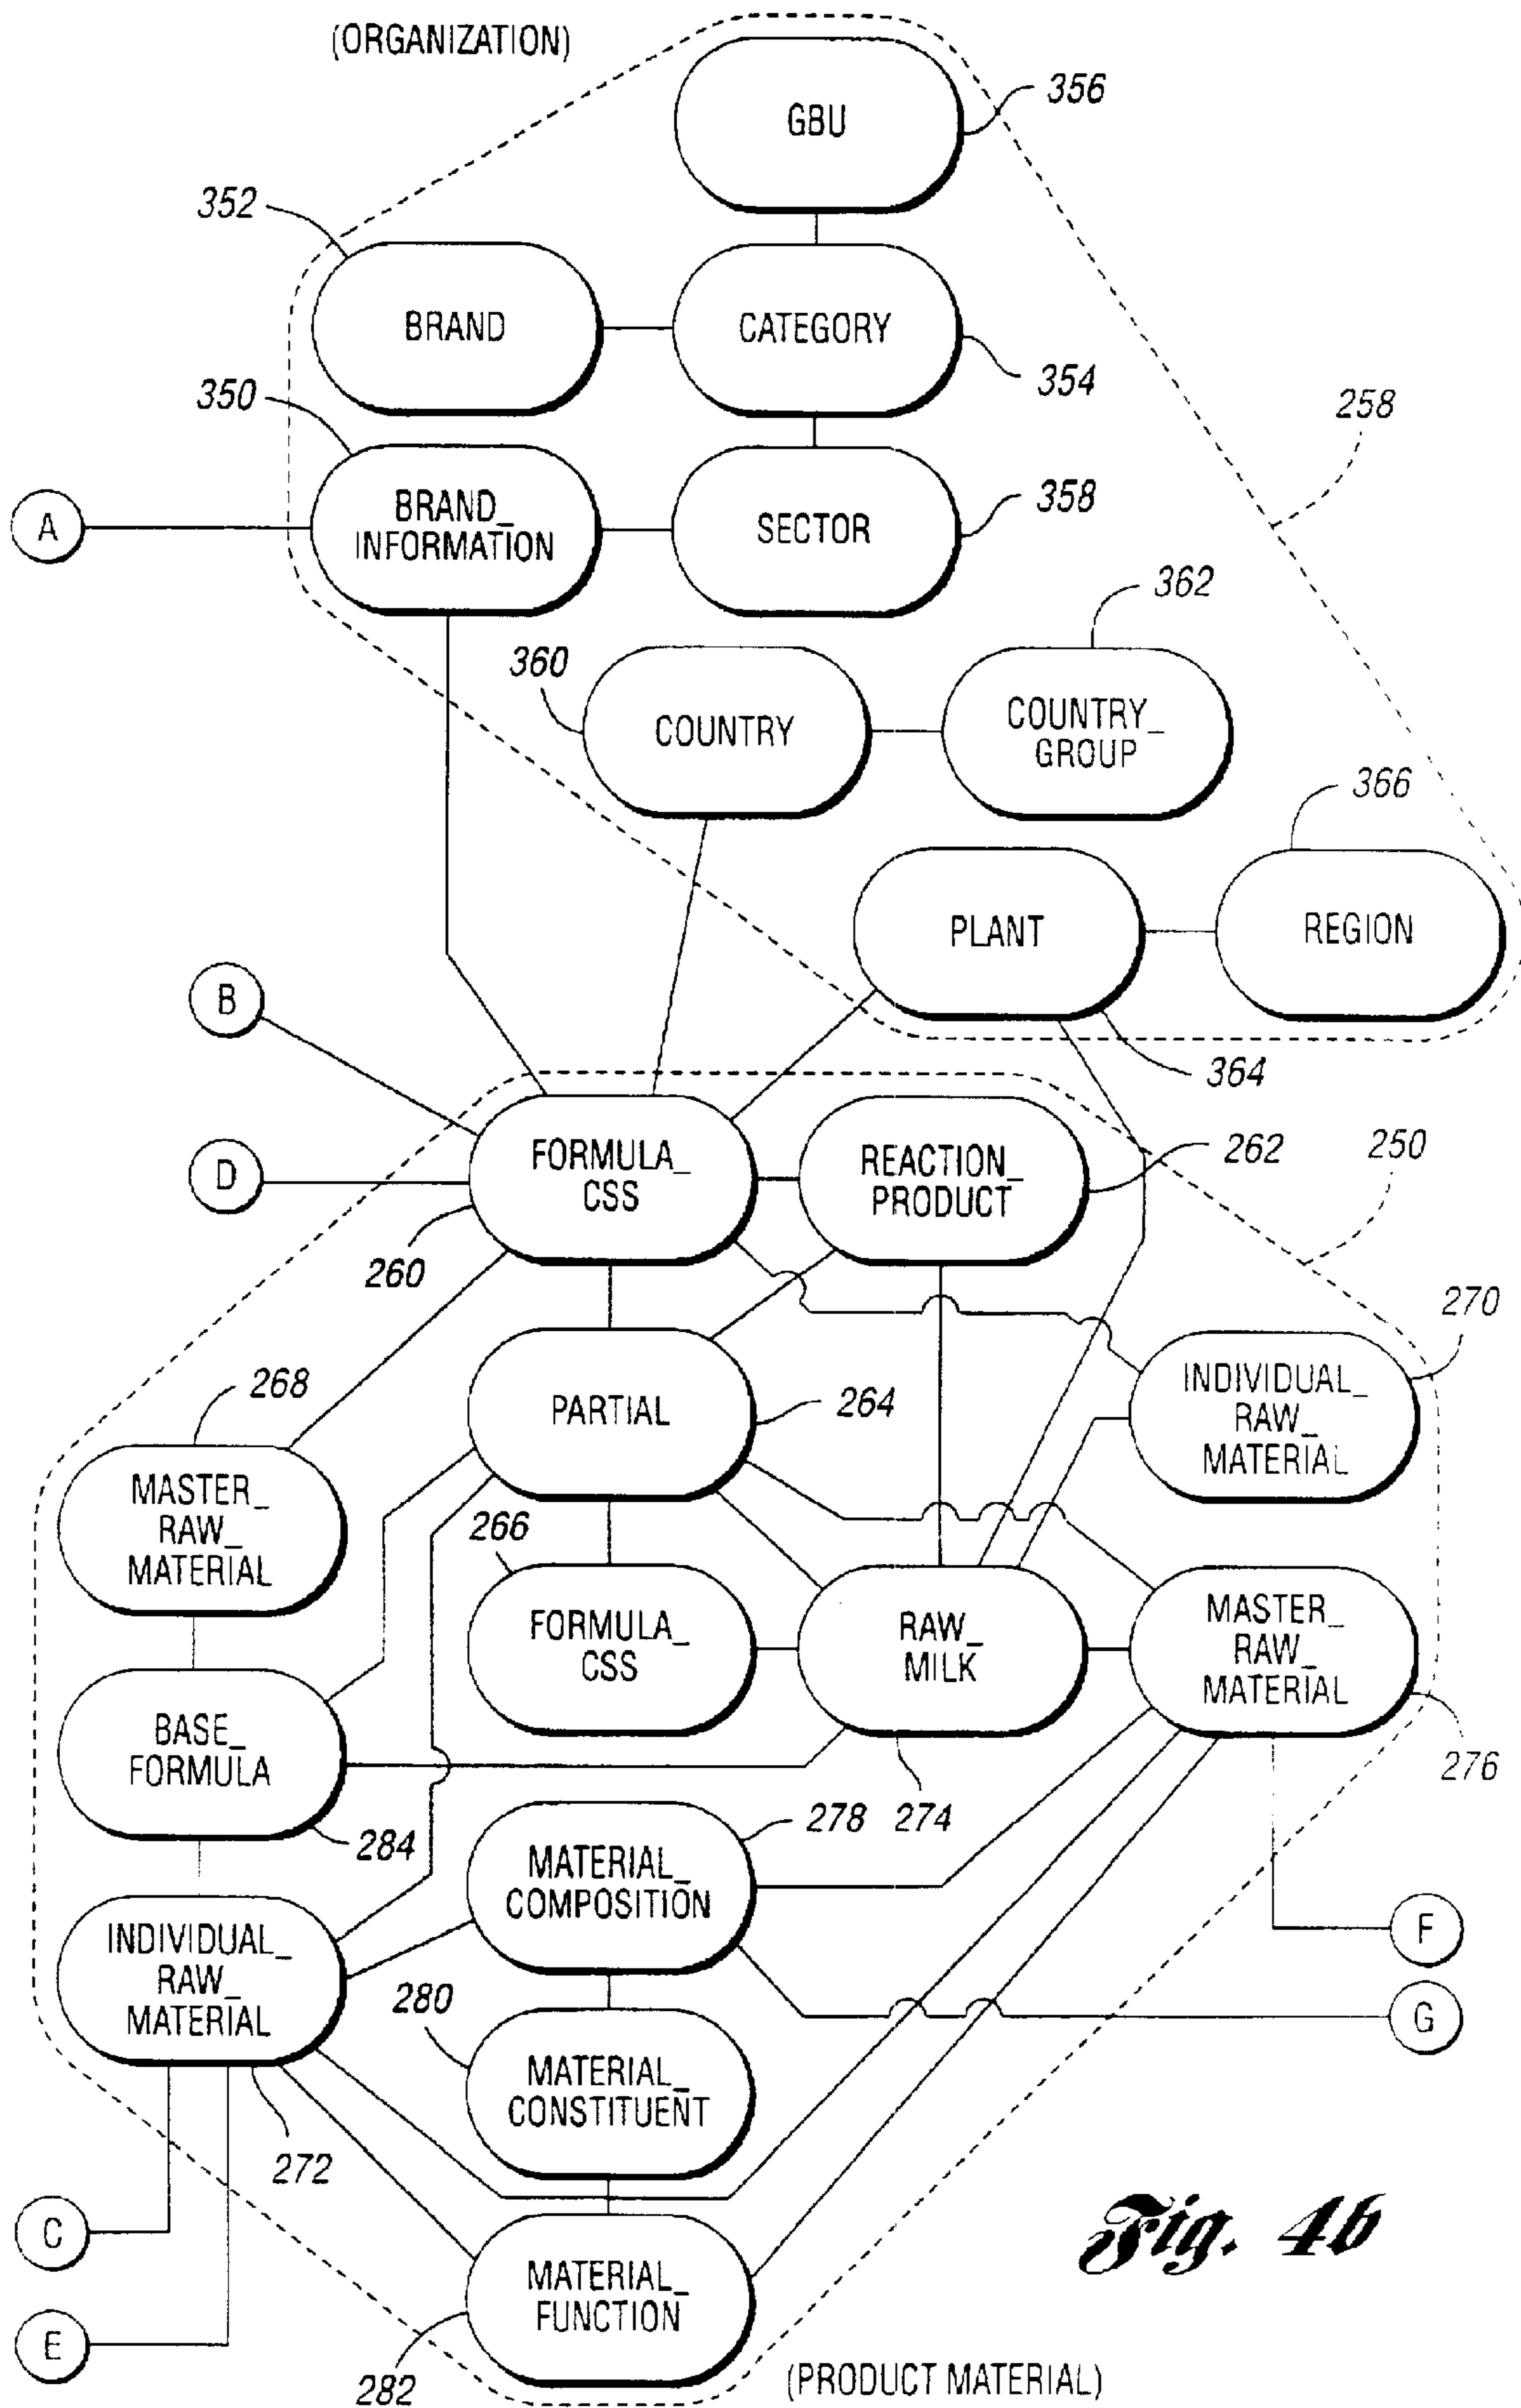 (ORGANIZATION)
GBU
356
352
BRAND
CATEGORY
354
350
258
A
BRAND_
INFORMATION
SECTOR
358
362
360
COUNTRY
COUNTRY_
GROUP
366
PLANT
REGION
B
364
D
FORMULA_
CSS
REACTION_
PRODUCT
262
250
260
270
268
PARTIAL
264
INDIVIDUAL_
RAW_
MATERIAL
MASTER_
RAW_
MATERIAL
266
FORMULA_
CSS
RAW_
MILK
MASTER_
RAW_
MATERIAL
BASE_
FORMULA
276
284
278
274
MATERIAL_
COMPOSITION
INDIVIDUAL_
RAW_
MATERIAL
F
280
G
MATERIAL_
CONSTITUENT
272
C
Fig. 4b
MATERIAL_
FUNCTION
E
282
(PRODUCT MATERIAL)